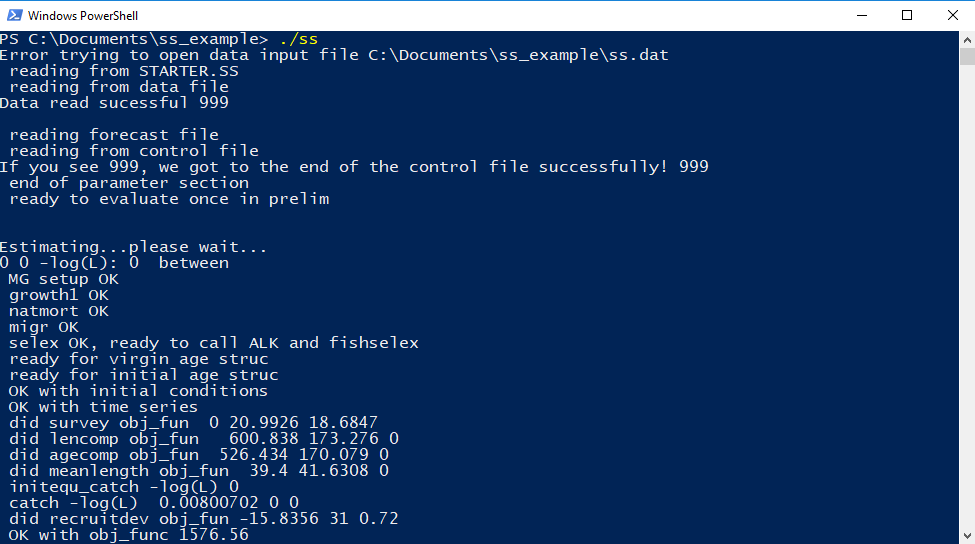 Windows PowerShell
PS C:\Documents\ss_example> ./ss
Error trying to open data input file C:\Documents\ss_example\ss.dat
reading from STARTER.SS
reading from data file
Data read sucessful 999
reading forecast file
reading from control file
If you see 999, we got to the end of the control file successfully! 999
end of parameter section
ready to evaluate once in prelim
Estimating...please wait...
0 0 -log(L): 0  between
MG setup OK
growth1 OK
natmort OK
migr OK
selex OK, ready to call ALK and fishselex
ready for virgin age struc
ready for initial age struc
OK with initial conditions
OK with time series
did survey obj_fun  0 20.9926 18.6847
did lencomp obj_fun   600.838 173.276 0
did agecomp obj_fun  526.434 170.079 0
did meanlength obj_fun  39.4 41.6308 0
initequ_catch -log(L) 0
catch -log(L)  0.00800702 0 0
did recruitdev obj_fun -15.8356 31 0.72
OK with obj_func 1576.56